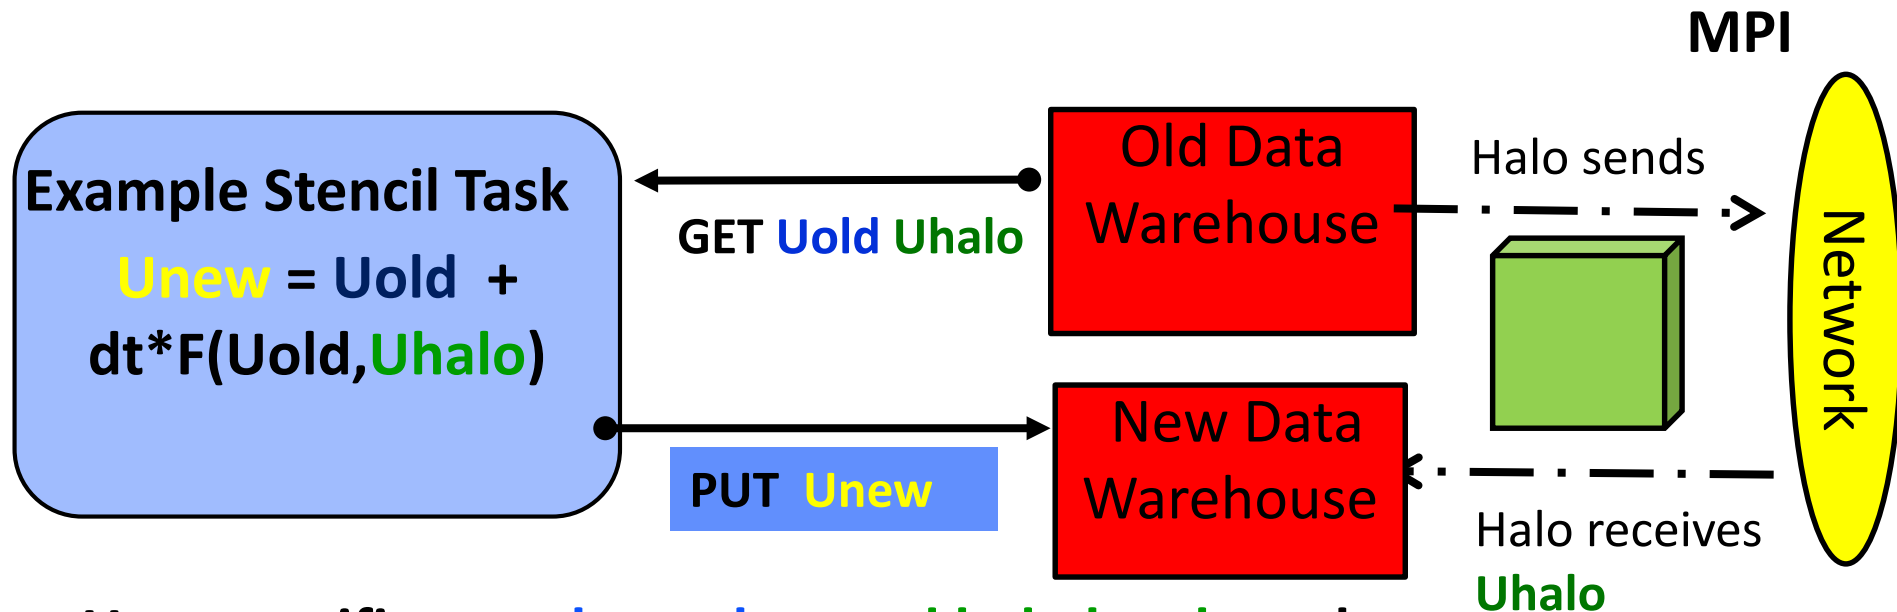 MPI
Example Stencil Task
Unew = Uold +
dt*F(Uold,Uhalo)
GET Uold Uhalo
PUT Unew
Old Data
Warehouse
New Data
Warehouse
Halo sends
Network
Halo receives
Uhalo